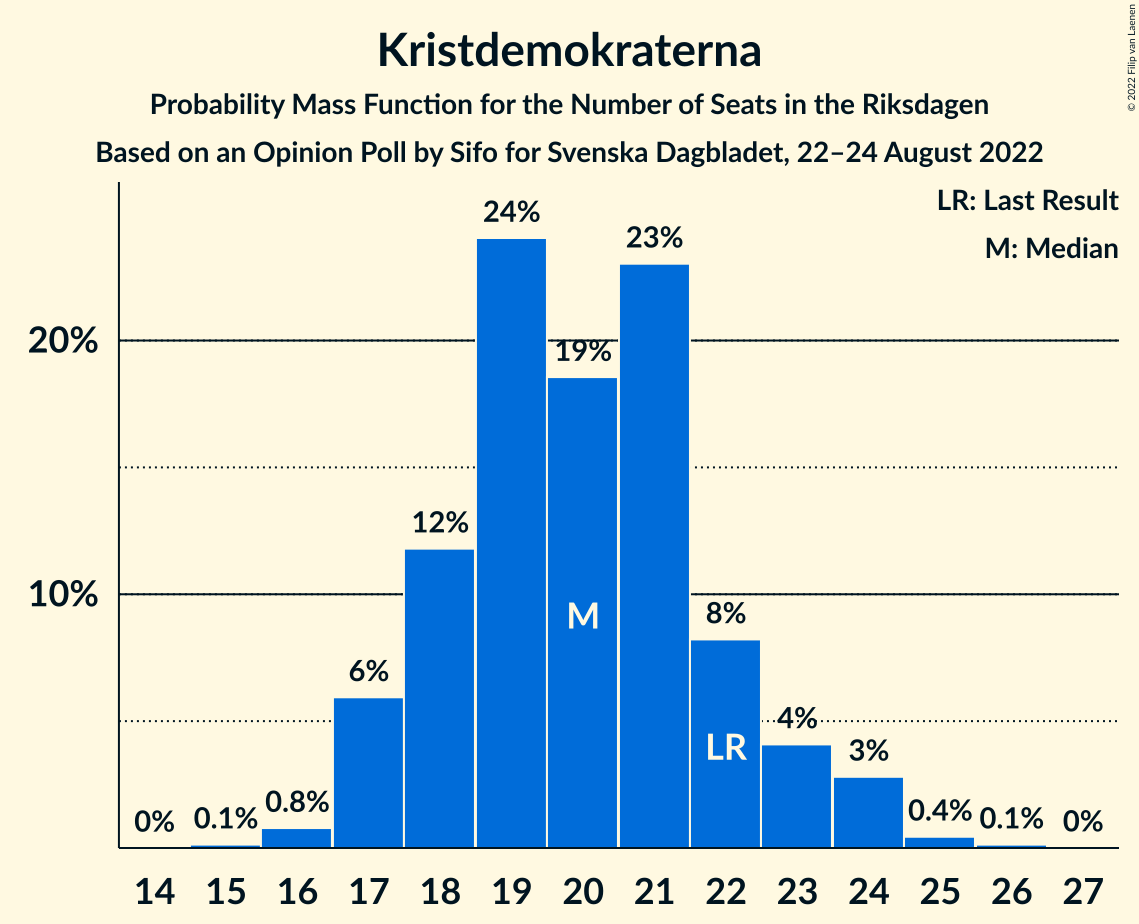 Kristdemokraterna
Probability Mass Function for the Number of Seats in the Riksdagen
Based on an Opinion Poll by Sifo for Svenska Dagbladet, 22–24 August 2022
© 2022 Filip van Laenen
LR: Last Result
M: Median
20%
10%
0%
0.1%
0.8%
6%
12%
24%
19%
23%
8%
4%
3%
0.4%
0.1%
0%
M
LR
14 15 16 17 18 19 20 21 22 23 24 25 26 27